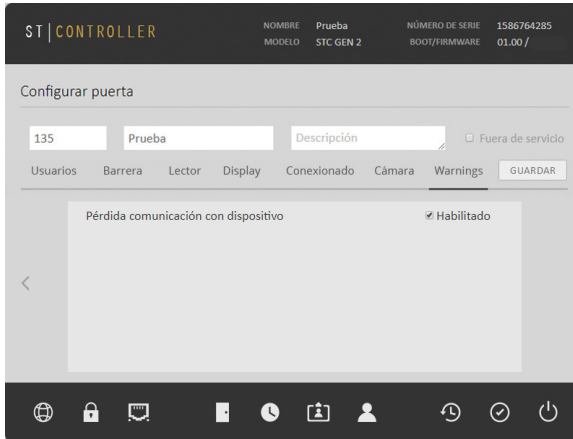 ST|CONTROLLER
NOMBRE Prueba NÚMERO DE SERIE 1586764285
MODELO STC GEN 2 BOOT/FIRMWARE 01.00 /
Configurar puerta
135 Prueba Descripción Fuera de servicio
Usuarios Barrera Lector Display Conexionado Cámara Warnings GUARDAR
Pérdida comunicación con dispositivo Habilitado